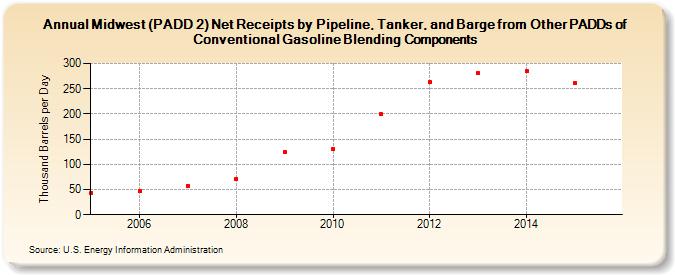 Annual Midwest (PADD 2) Net Receipts by Pipeline, Tanker, and Barge from Other PADDs of
Conventional Gasoline Blending Components
Thousand Barrels per Day
300
250
200
150
100
50
0
2006 2008 2010 2012 2014
Source: U.S. Energy Information Administration